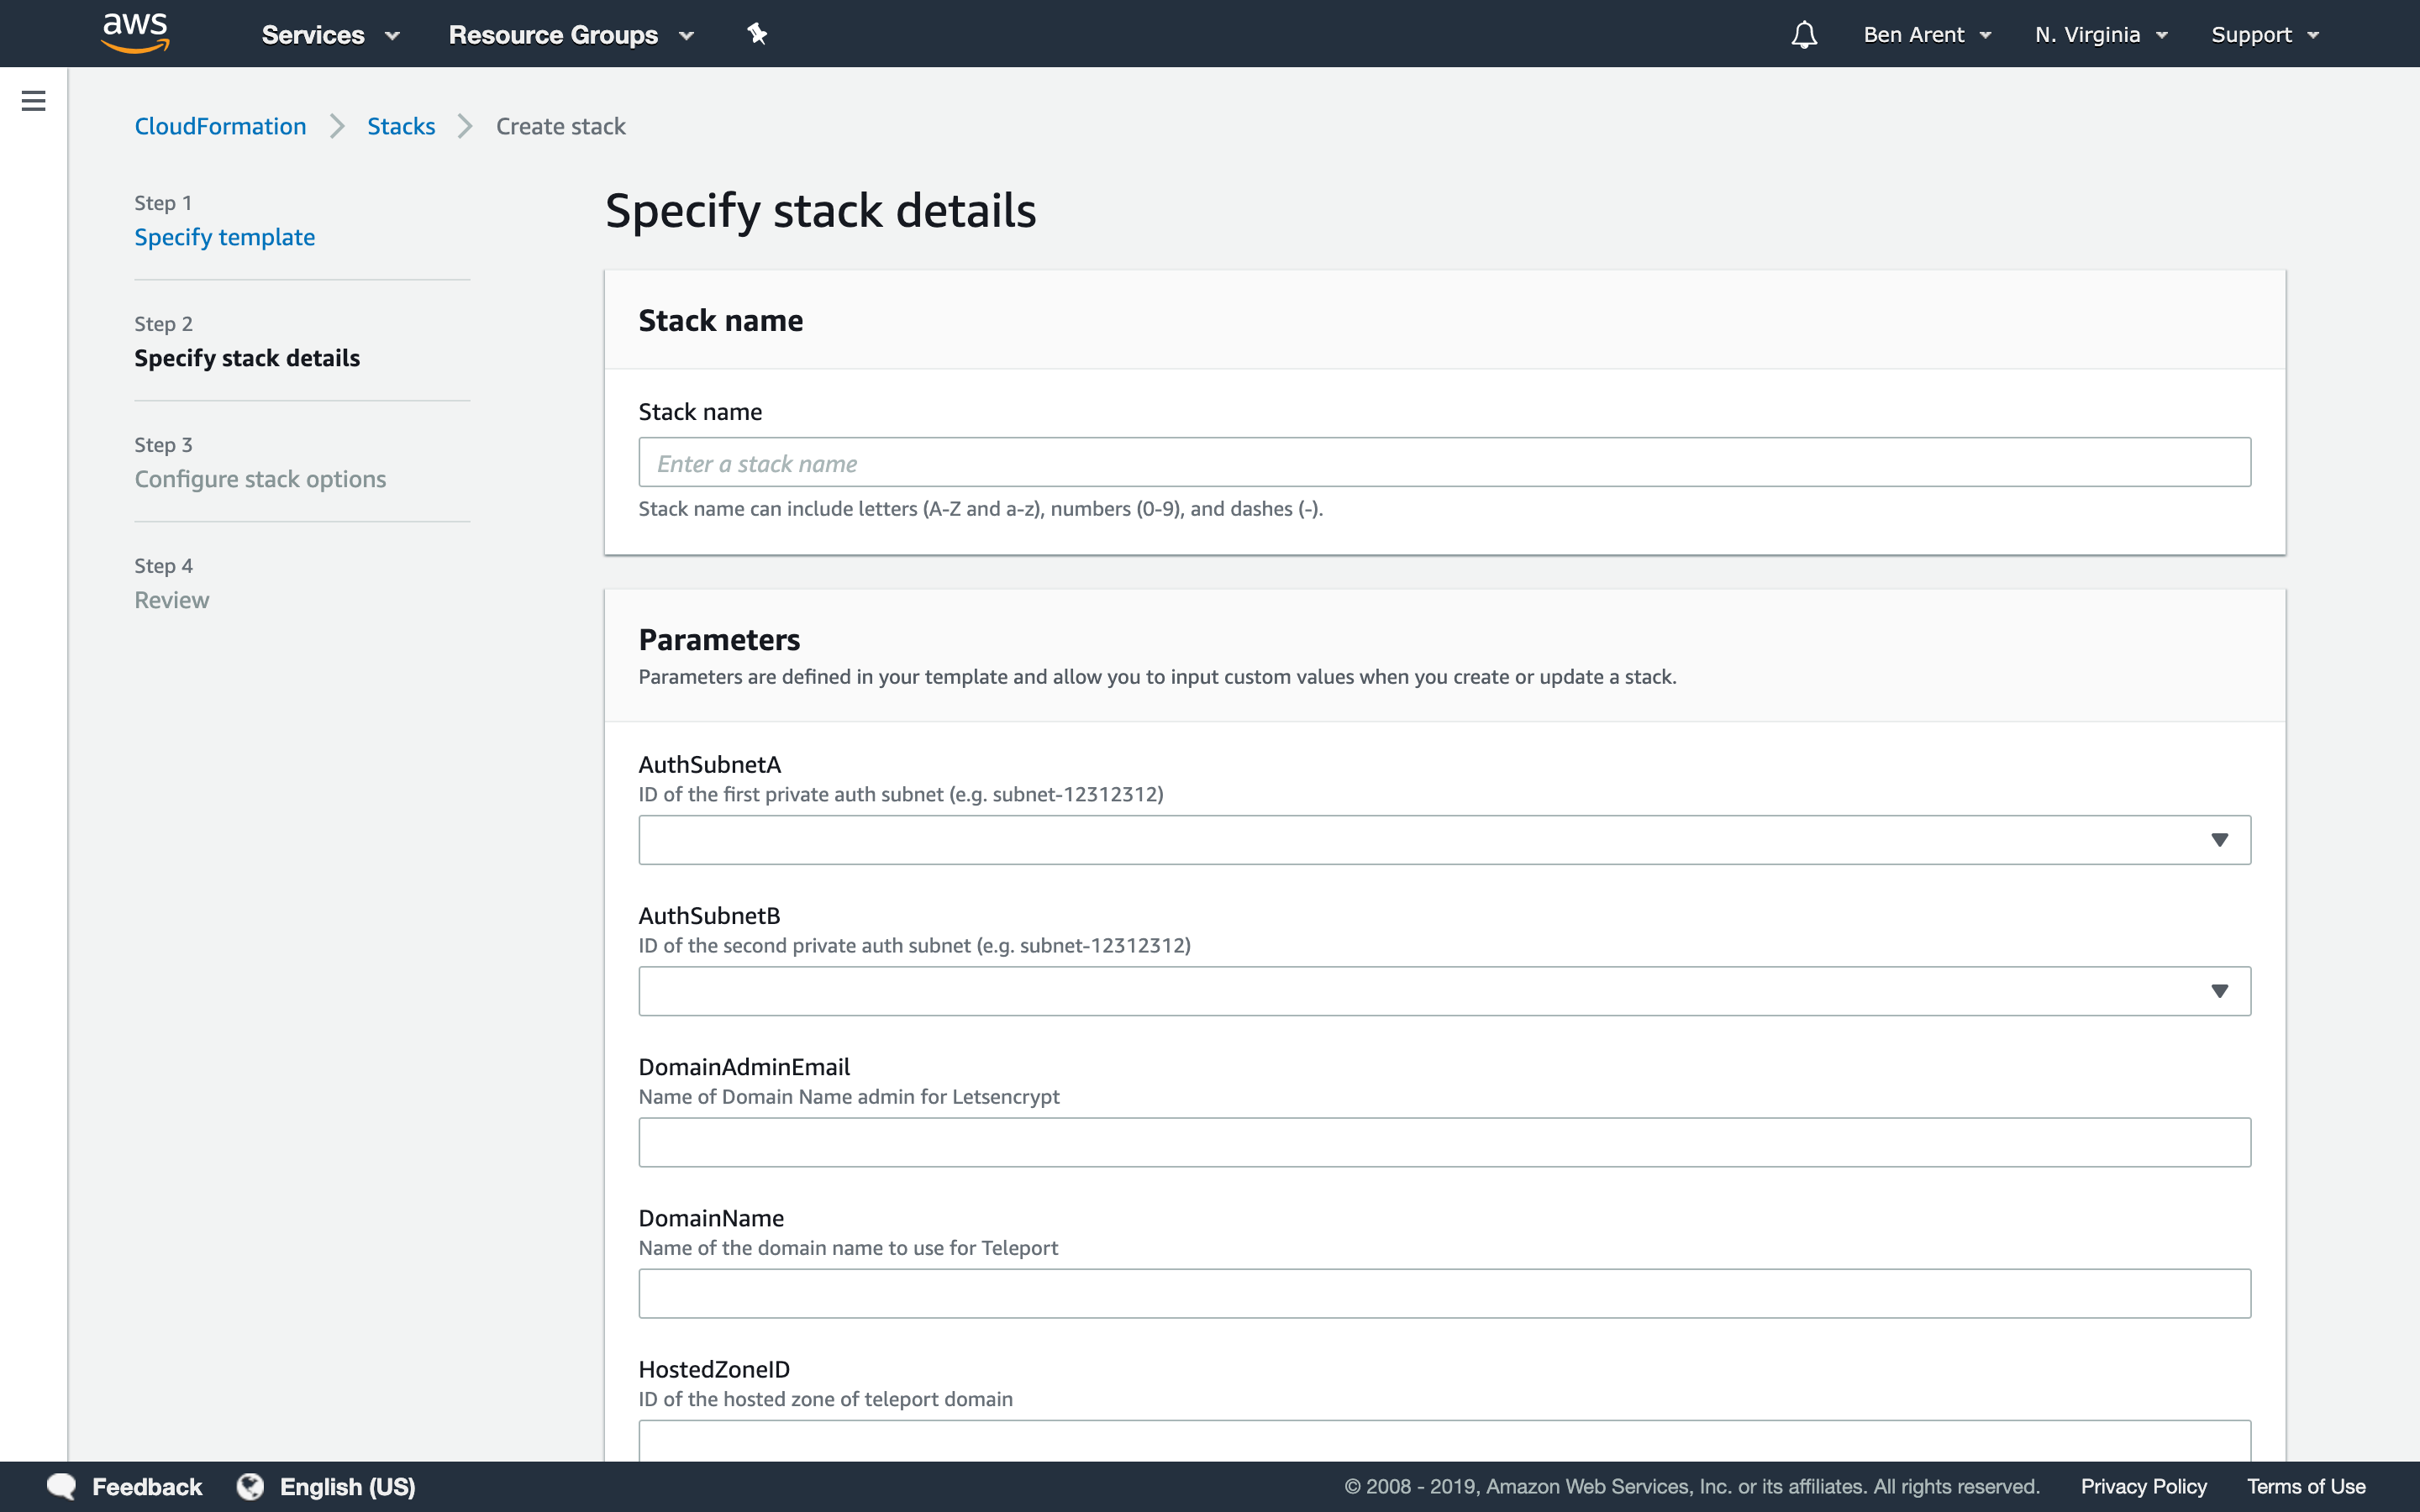 aws
Services
Resource Groups
Ben Arent
N. Virginia
Support
CloudFormation
Stacks
Create stack
Step 1
Specify template
Step 2
Specify stack details
Step 3
Configure stack options
Step 4
Review
Specify stack details
Stack name
Stack name
Enter a stack name
Stack name can include letters (A-Z and a-z), numbers (0-9), and dashes (-).
Parameters
Parameters are defined in your template and allow you to input custom values when you create or update a stack.
AuthSubnetA
ID of the first private auth subnet (e.g. subnet-12312312)
AuthSubnetB
ID of the second private auth subnet (e.g. subnet-12312312)
DomainAdminEmail
Name of Domain Name admin for Letsencrypt
DomainName
Name of the domain name to use for Teleport
HostedZoneID
ID of the hosted zone of teleport domain
Feedback
English (US)
© 2008 - 2019, Amazon Web Services, Inc. or its affiliates. All rights reserved.
Privacy Policy
Terms of Use